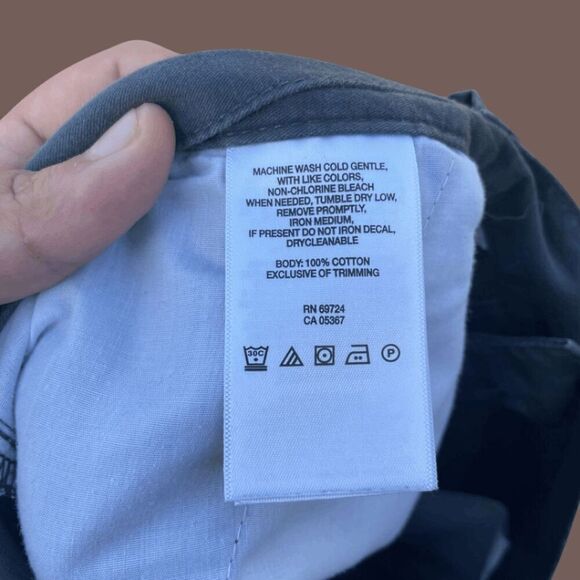 MACHINE WASH COLD GENTLE,
WITH LIKE COLORS,
NON-CHLORINE BLEACH
WHEN NEEDED, TUMBLE DRY LOW,
REMOVE PROMPTLY,
IRON MEDIUM,
IF PRESENT DO NOT IRON DECAL,
DRYCLEANABLE
BODY: 100% COTTON
EXCLUSIVE OF TRIMMING
RN 69724
CA 05367
30C P